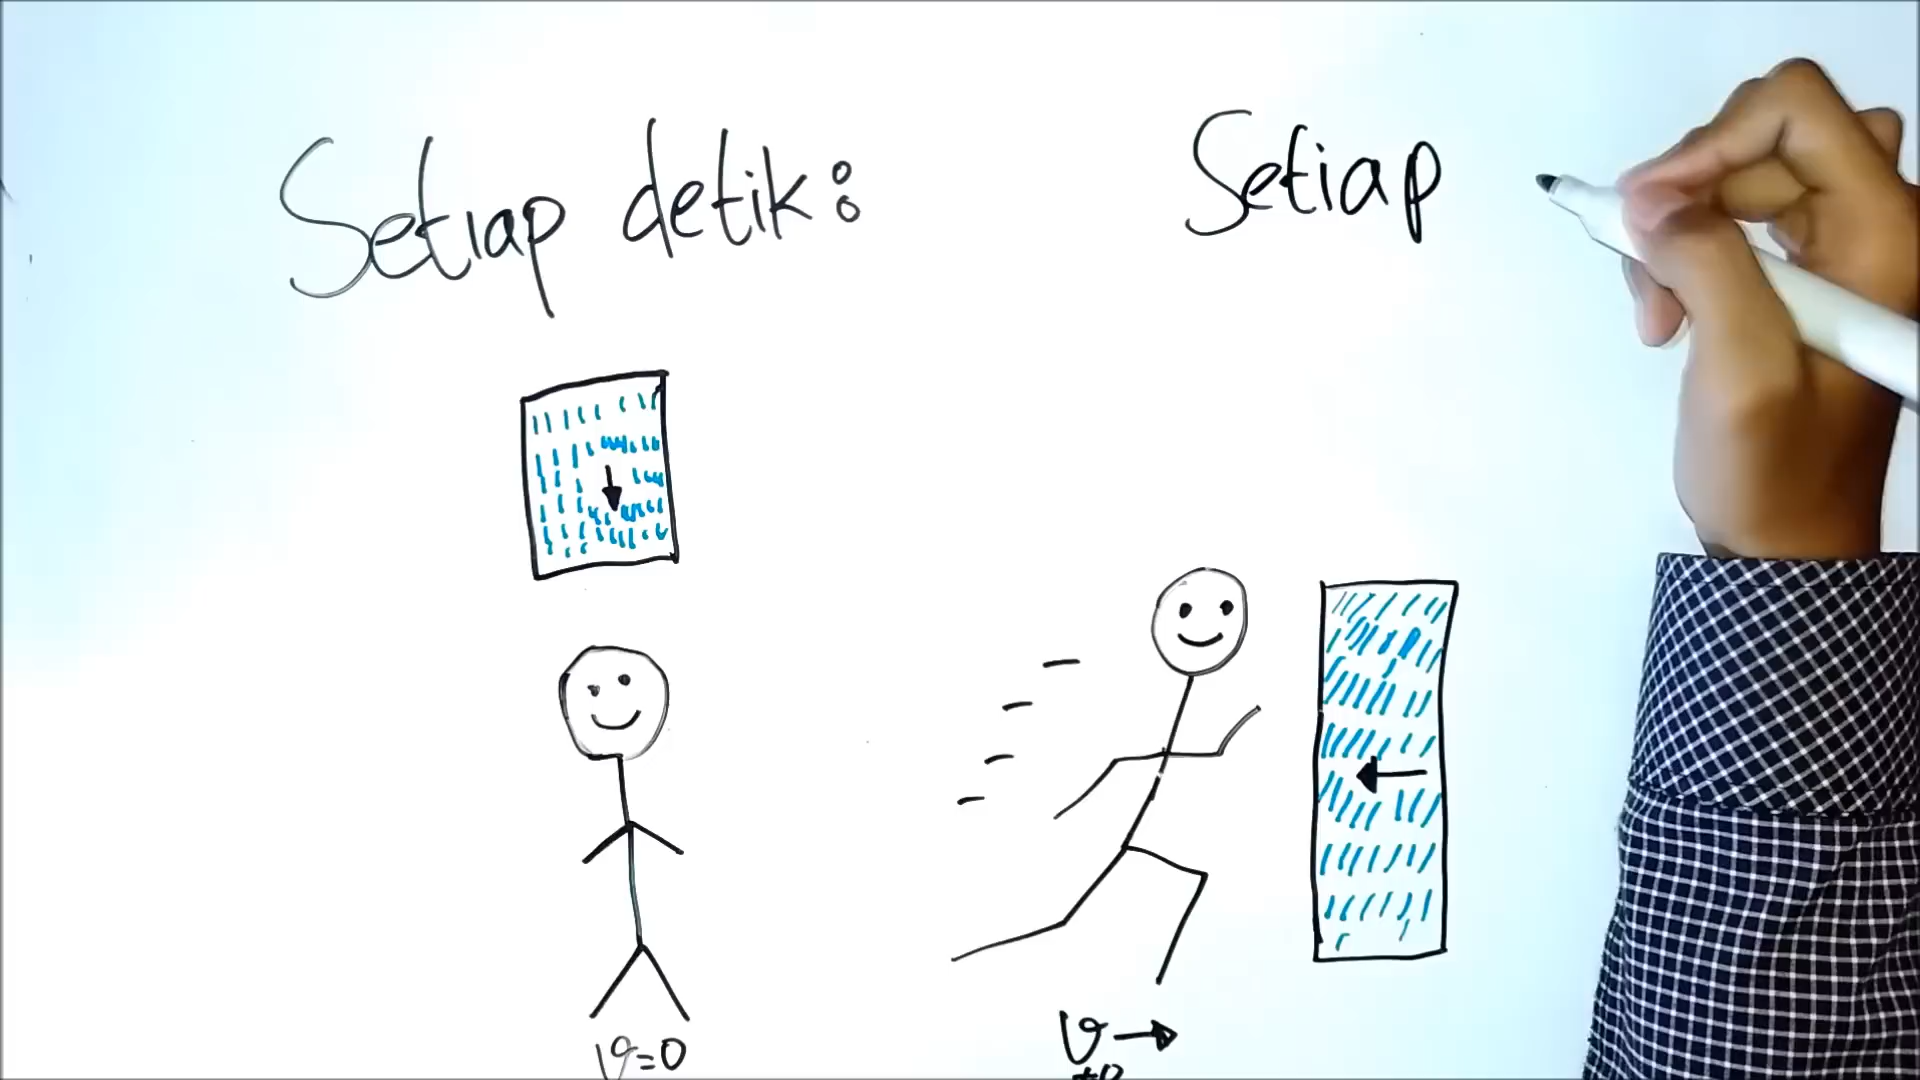 Setiap detik:
Setiap
v=0
v→